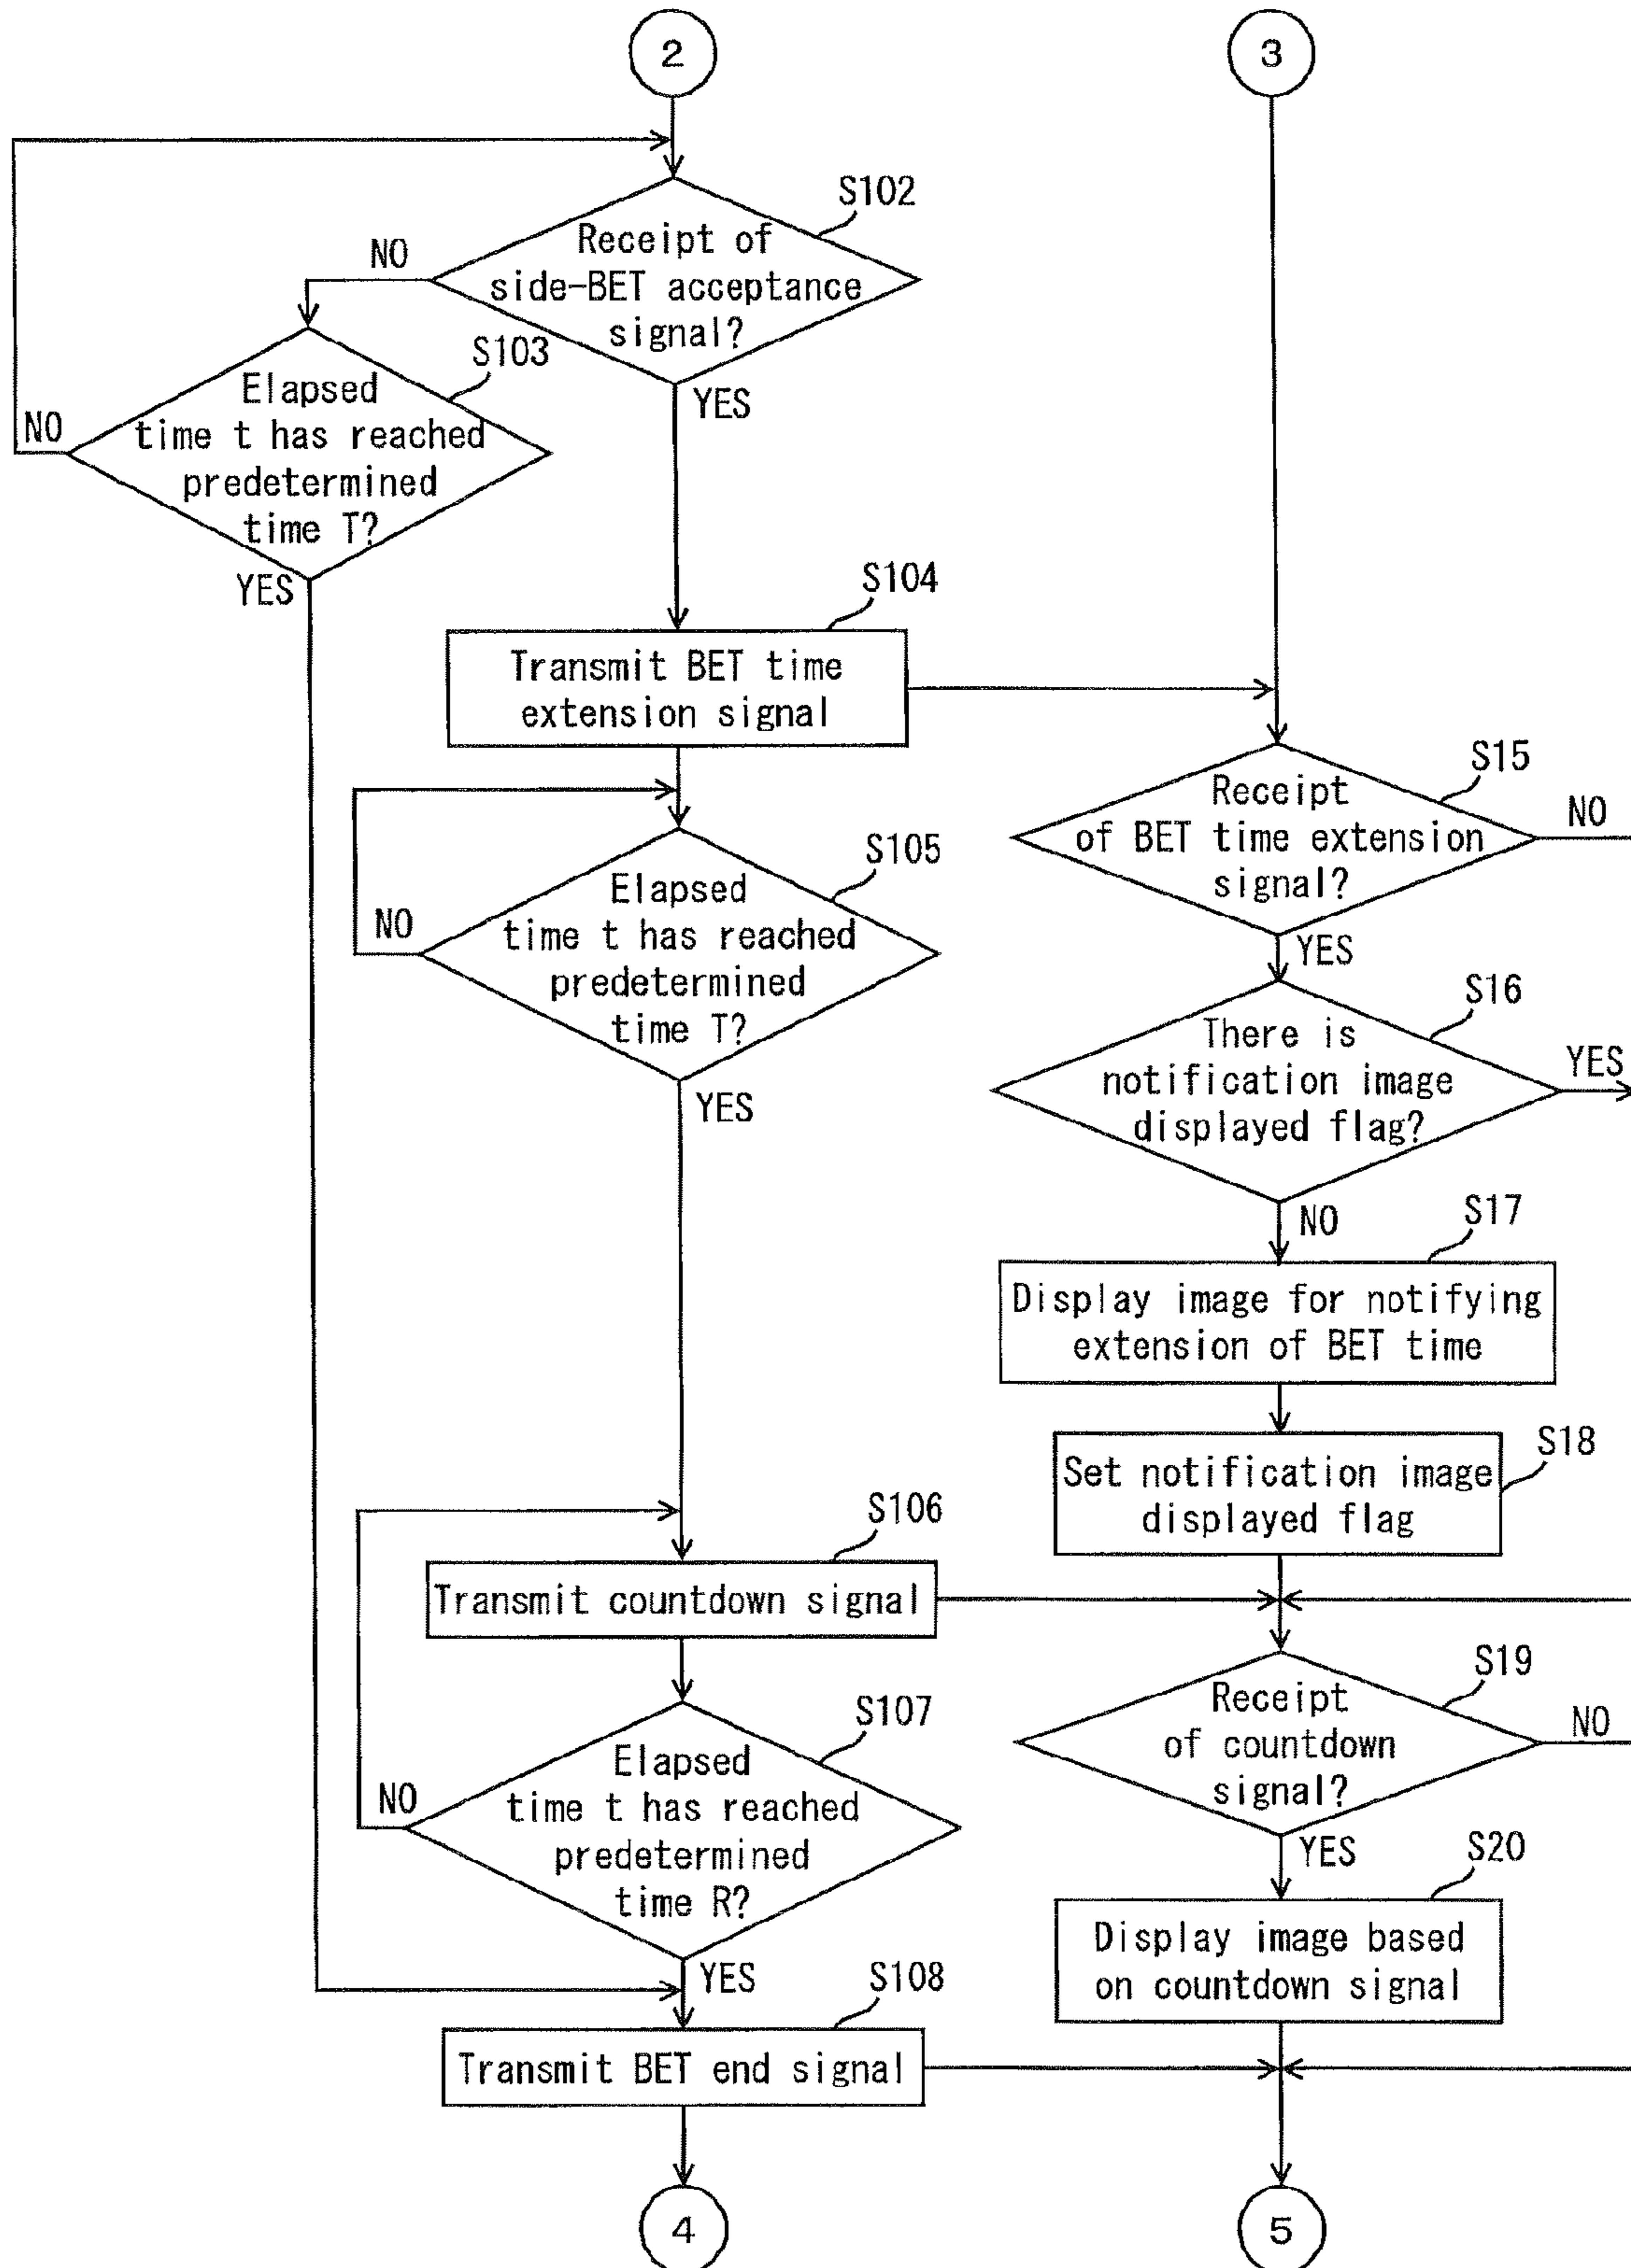 2
3
S102
Receipt of
side-BET acceptance
signal?
NO
YES
S103
Elapsed
time t has reached
predetermined
time T?
NO
YES
S104
Transmit BET time
extension signal
S105
Elapsed
time t has reached
predetermined
time T?
NO
YES
S15
Receipt
of BET time extension
signal?
NO
YES
S16
There is
notification image
displayed flag?
YES
NO
S17
Display image for notifying
extension of BET time
S18
Set notification image
displayed flag
S106
Transmit countdown signal
S107
Elapsed
time t has reached
predetermined
time R?
NO
YES
S19
Receipt
of countdown
signal?
NO
YES
S20
Display image based
on countdown signal
S108
Transmit BET end signal
4
5